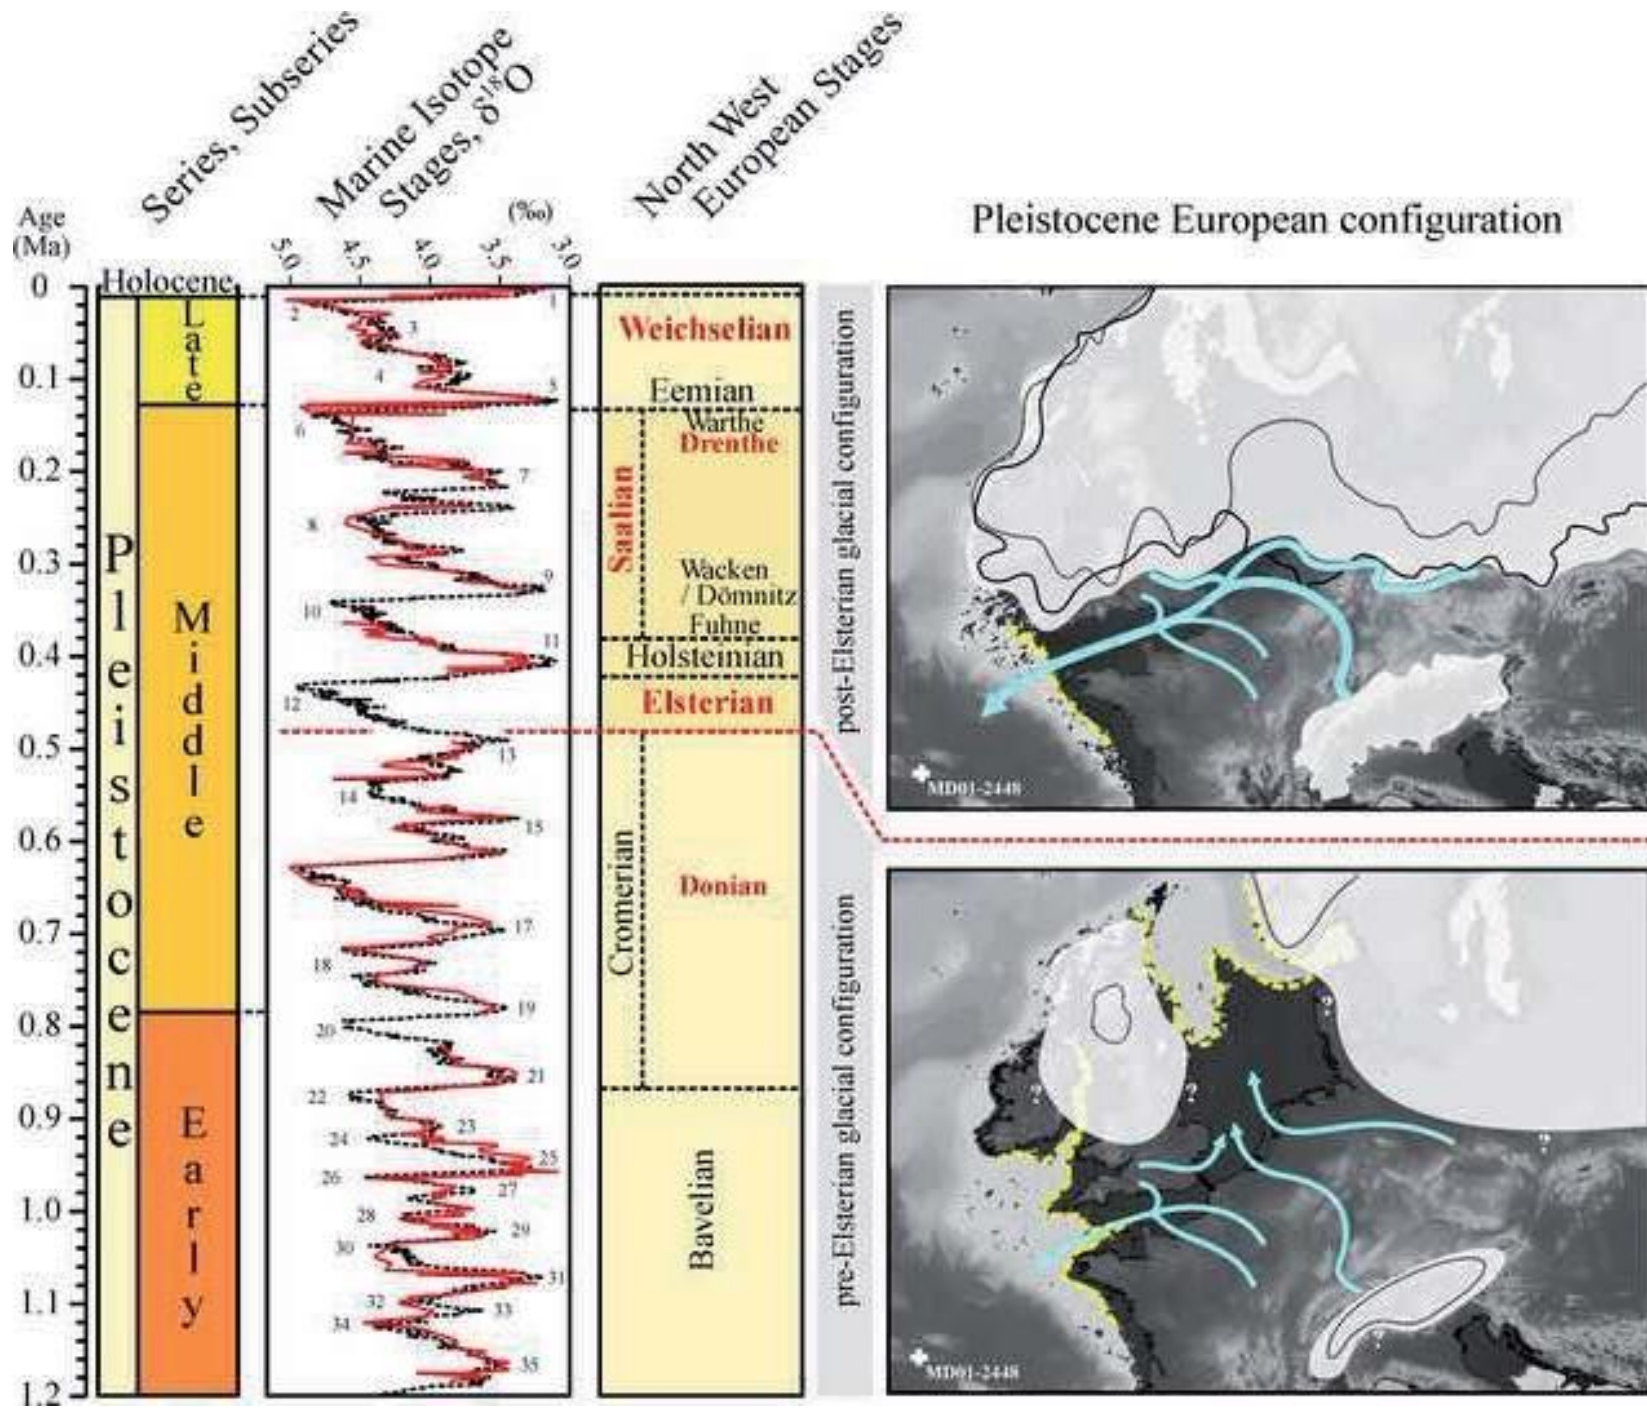 Series, Subseries
Marine Isotope
Stages, δ¹⁸O
North West
European Stages
Pleistocene European configuration
Age
(Ma)
(‰)
5.0
4.5
4.0
3.5
3.0
0
0.1
0.2
0.3
0.4
0.5
0.6
0.7
0.8
0.9
1.0
1.1
1.2
Holocene
Pleistocene
Late
Middle
Early
1
2
3
4
5
6
7
8
9
10
11
12
13
14
15
17
18
19
20
21
22
23
24
25
26
27
28
29
30
31
32
33
34
35
Weichselian
Eemian
Saalian
Warthe
Drenthe
Wacken
/ Dömnitz
Fuhne
Holsteinian
Elsterian
Cromerian
Donian
Bavelian
post-Elsterian glacial configuration
pre-Elsterian glacial configuration
MD01-2448
?
?
?
?
?
MD01-2448